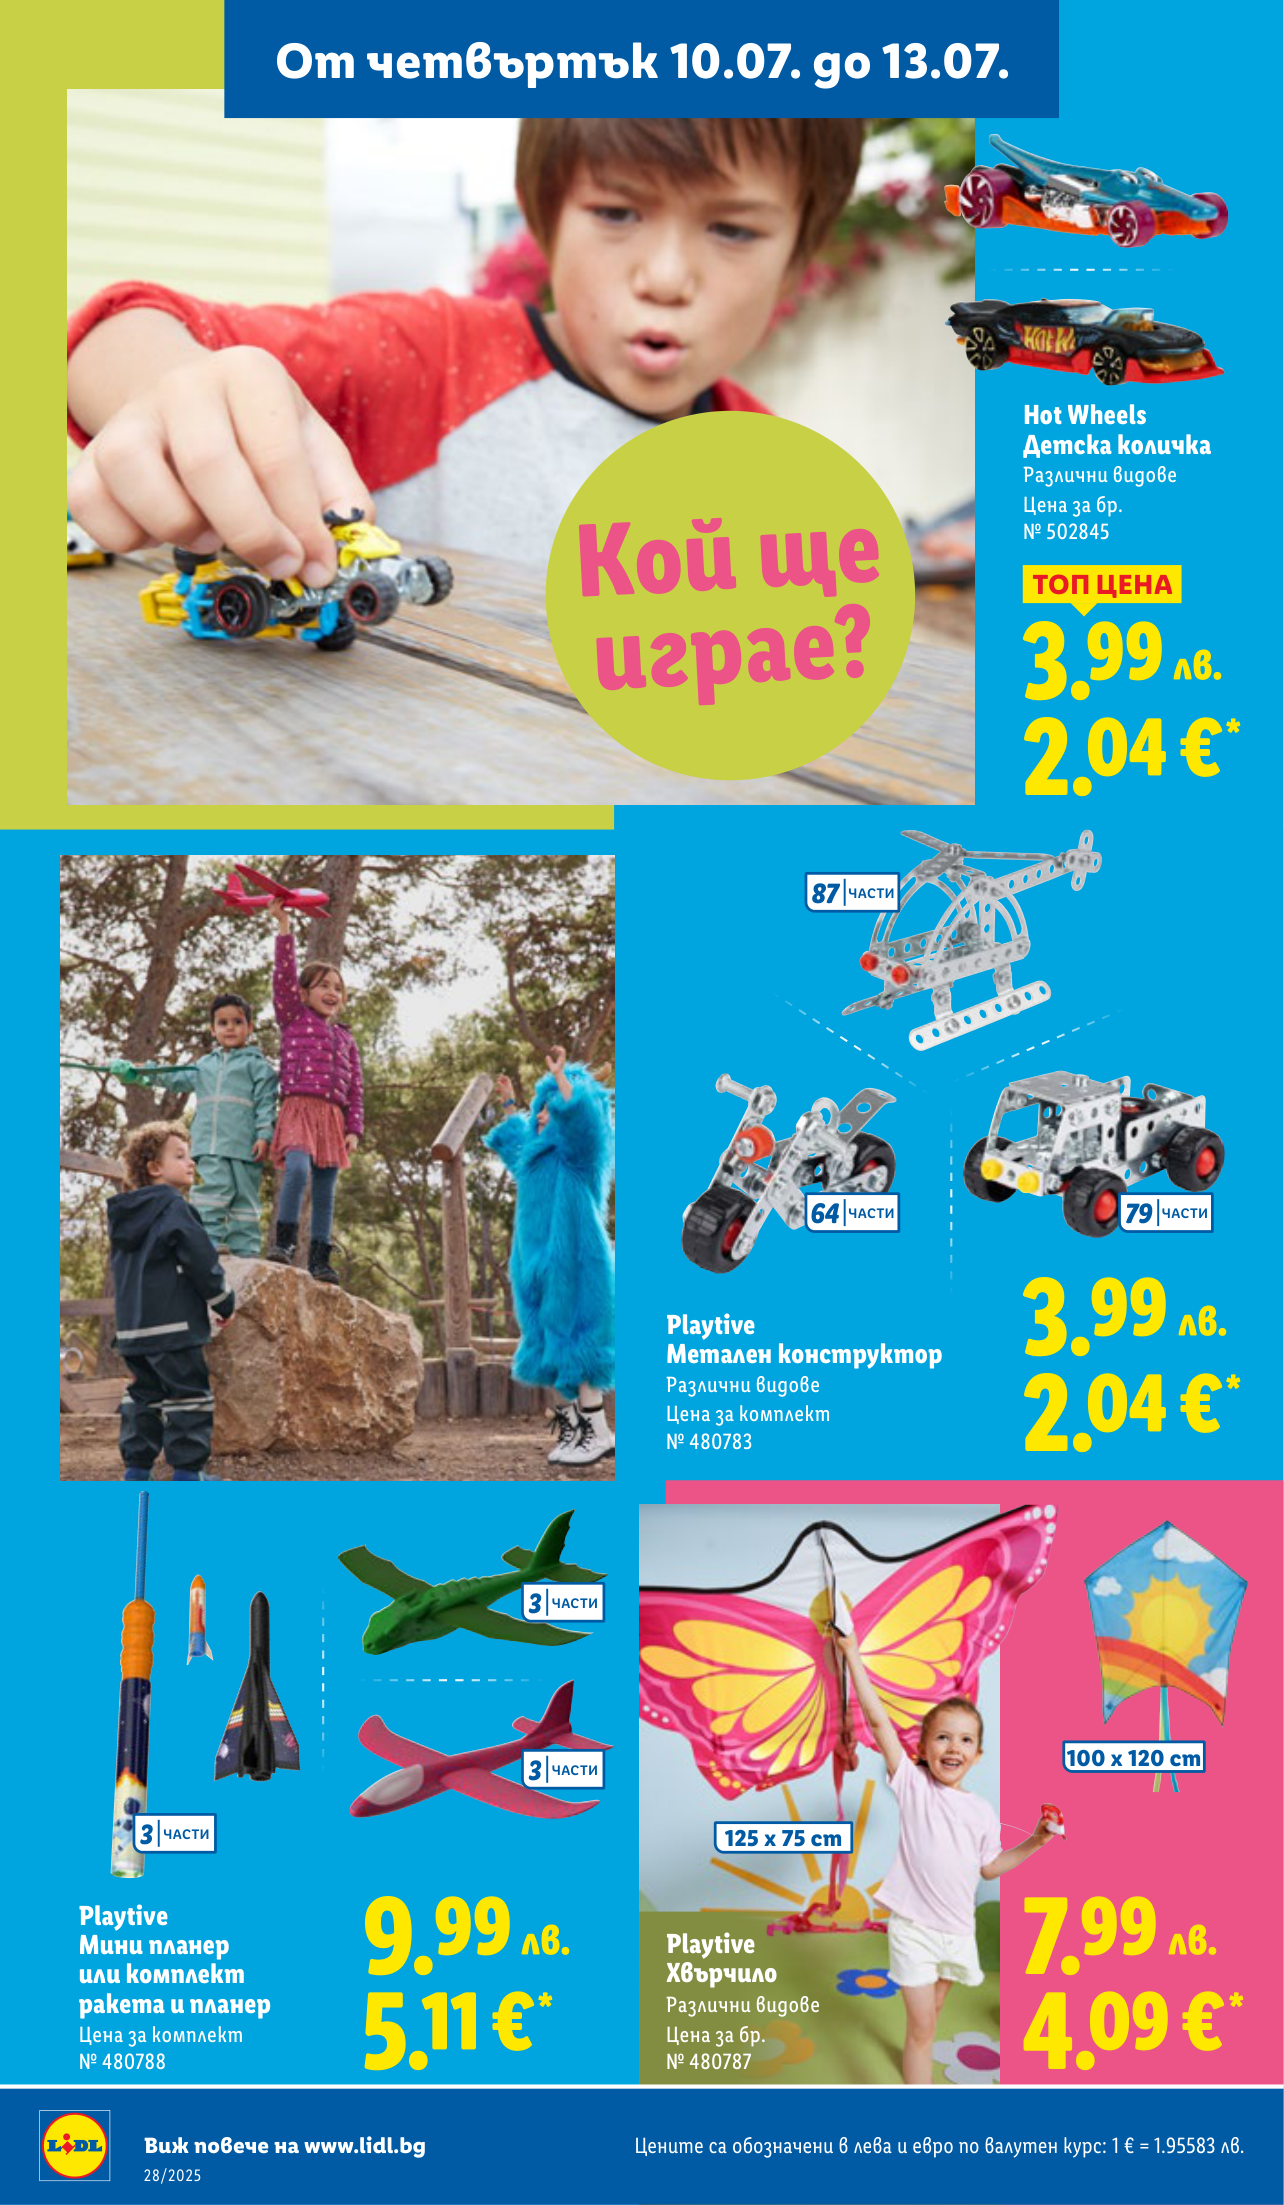 От четвъртък 10.07. до 13.07.
Кой ще
играе?
HOT W
Hot Wheels
Детска количка
Различни видове
Цена за бр.
№ 502845
ТОП ЦЕНА
3.99 лв.
2.04 €*
87 ЧАСТИ
64 ЧАСТИ
79 ЧАСТИ
Playtive
Метален конструктор
Различни видове
Цена за комплект
№ 480783
3.99 лв.
2.04 €*
3 ЧАСТИ
3 ЧАСТИ
3 ЧАСТИ
Playtive
Мини планер
или комплект
ракета и планер
Цена за комплект
№ 480788
9.99 лв.
5.11 €*
125 x 75 cm
100 x 120 cm
Playtive
Хвърчило
Различни видове
Цена за бр.
№ 480787
7.99 лв.
4.09 €*
LIDL
Виж повече на www.lidl.bg
28/2025
Цените са обозначени в лева и евро по валутен курс: 1 € = 1.95583 лв.